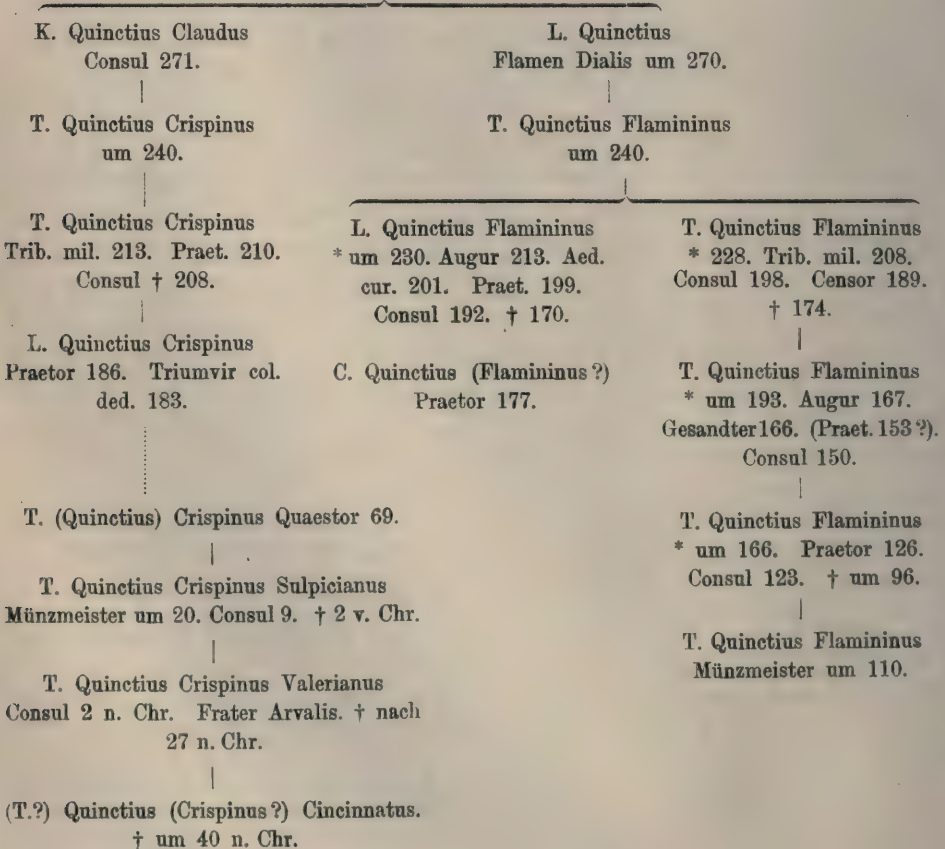 K. Quinctius Claudus
Consul 271.
L. Quinctius
Flamen Dialis um 270.
T. Quinctius Crispinus
um 240.
T. Quinctius Flamininus
um 240.
T. Quinctius Crispinus
Trib. mil. 213. Praet. 210.
Consul † 208.
L. Quinctius Flamininus
* um 230. Augur 213. Aed.
cur. 201. Praet. 199.
Consul 192. † 170.
T. Quinctius Flamininus
* 228. Trib. mil. 208.
Consul 198. Censor 189.
† 174.
L. Quinctius Crispinus
Praetor 186. Triumvir col.
ded. 183.
C. Quinctius (Flamininus?)
Praetor 177.
T. Quinctius Flamininus
* um 193. Augur 167.
Gesandter 166. (Praet. 153?).
Consul 150.
T. (Quinctius) Crispinus Quaestor 69.
T. Quinctius Flamininus
* um 166. Praetor 126.
Consul 123. † um 96.
T. Quinctius Crispinus Sulpicianus
Münzmeister um 20. Consul 9. † 2 v. Chr.
T. Quinctius Flamininus
Münzmeister um 110.
T. Quinctius Crispinus Valerianus
Consul 2 n. Chr. Frater Arvalis. † nach
27 n. Chr.
(T.?) Quinctius (Crispinus?) Cincinnatus.
† um 40 n. Chr.